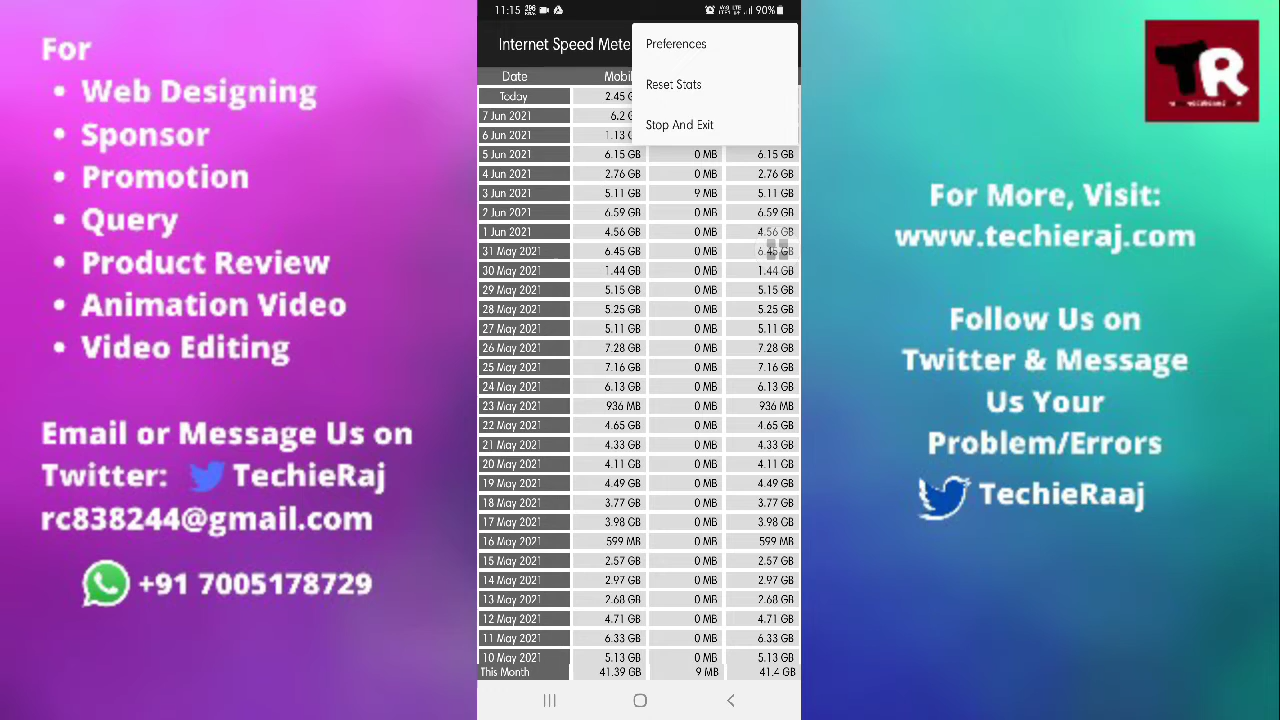 For
• Web Designing
• Sponsor
• Promotion
• Query
• Product Review
• Animation Video
• Video Editing
Email or Message Us on
Twitter: TechieRaj
rc838244@gmail.com
+91 7005178729
11:15 90%
Internet Speed Mete
Preferences
Reset Stats
Stop And Exit
Date Mobil
Today 2.45 G
7 Jun 2021 6.2
6 Jun 2021 1.13
5 Jun 2021 6.15 GB 0 MB 6.15 GB
4 Jun 2021 2.76 GB 0 MB 2.76 GB
3 Jun 2021 5.11 GB 9 MB 5.11 GB
2 Jun 2021 6.59 GB 0 MB 6.59 GB
1 Jun 2021 4.56 GB 0 MB 4.56 GB
31 May 2021 6.45 GB 0 MB 6.45 GB
30 May 2021 1.44 GB 0 MB 1.44 GB
29 May 2021 5.15 GB 0 MB 5.15 GB
28 May 2021 5.25 GB 0 MB 5.25 GB
27 May 2021 5.11 GB 0 MB 5.11 GB
26 May 2021 7.28 GB 0 MB 7.28 GB
25 May 2021 7.16 GB 0 MB 7.16 GB
24 May 2021 6.13 GB 0 MB 6.13 GB
23 May 2021 936 MB 0 MB 936 MB
22 May 2021 4.65 GB 0 MB 4.65 GB
21 May 2021 4.33 GB 0 MB 4.33 GB
20 May 2021 4.11 GB 0 MB 4.11 GB
19 May 2021 4.49 GB 0 MB 4.49 GB
18 May 2021 3.77 GB 0 MB 3.77 GB
17 May 2021 3.98 GB 0 MB 3.98 GB
16 May 2021 599 MB 0 MB 599 MB
15 May 2021 2.57 GB 0 MB 2.57 GB
14 May 2021 2.97 GB 0 MB 2.97 GB
13 May 2021 2.68 GB 0 MB 2.68 GB
12 May 2021 4.71 GB 0 MB 4.71 GB
11 May 2021 6.33 GB 0 MB 6.33 GB
10 May 2021 5.13 GB 0 MB 5.13 GB
This Month 41.39 GB 9 MB 41.4 GB
TR
For More, Visit:
www.techieraj.com
Follow Us on
Twitter & Message
Us Your
Problem/Errors
TechieRaaj